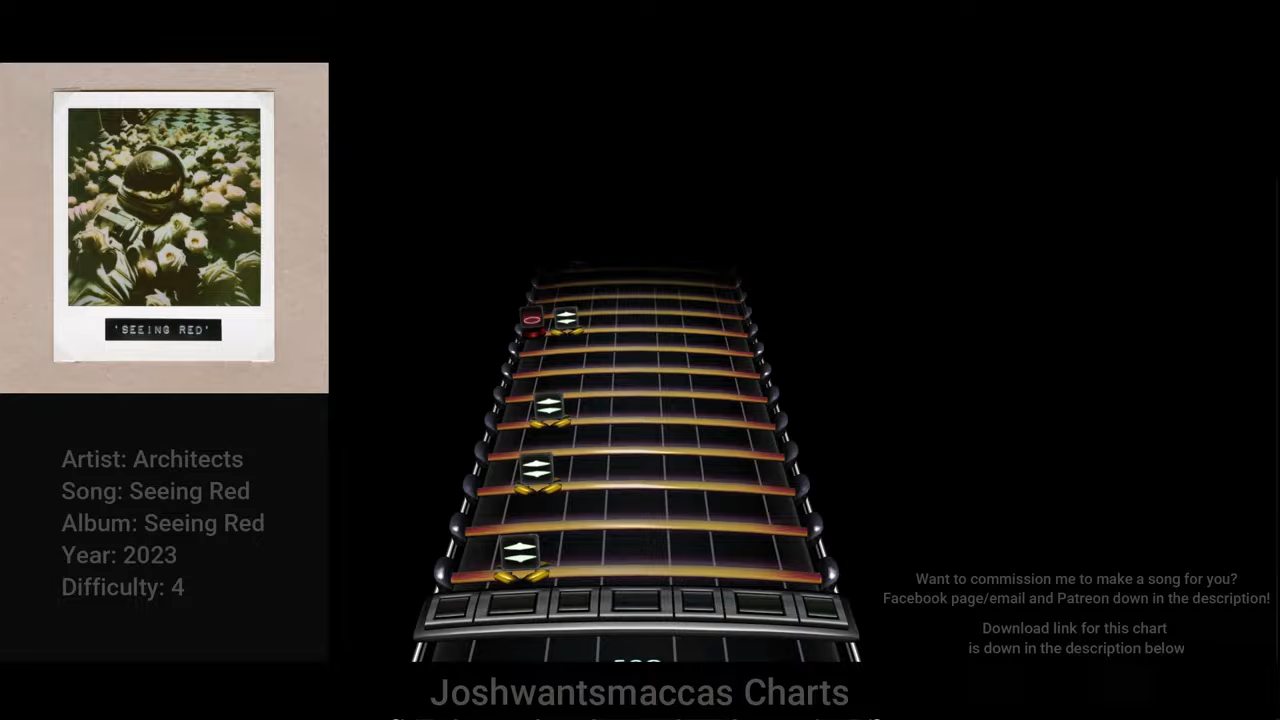 'SEEING RED'
Artist: Architects
Song: Seeing Red
Album: Seeing Red
Year: 2023
Difficulty: 4
Want to commission me to make a song for you?
Facebook page/email and Patreon down in the description!
Download link for this chart
is down in the description below
Joshwantsmaccas Charts